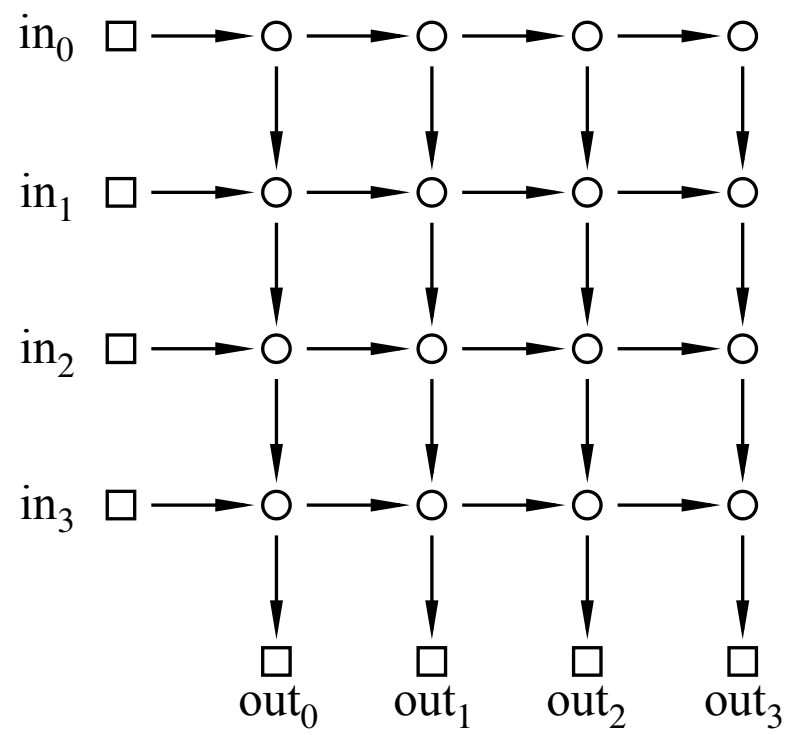 in₀
in₁
in₂
in₃
out₀ out₁ out₂ out₃